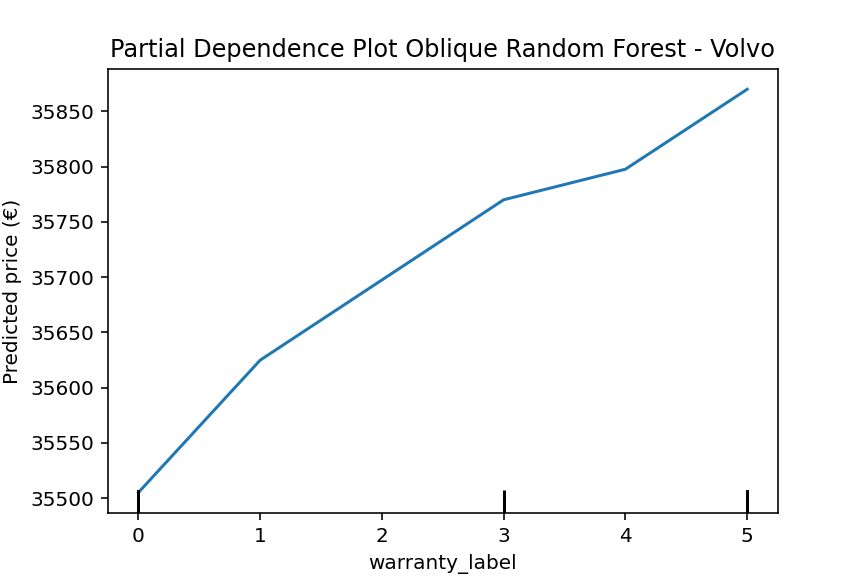 Partial Dependence Plot Oblique Random Forest - Volvo
Predicted price (€)
35850
35800
35750
35700
35650
35600
35550
35500
0 1 2 3 4 5
warranty_label